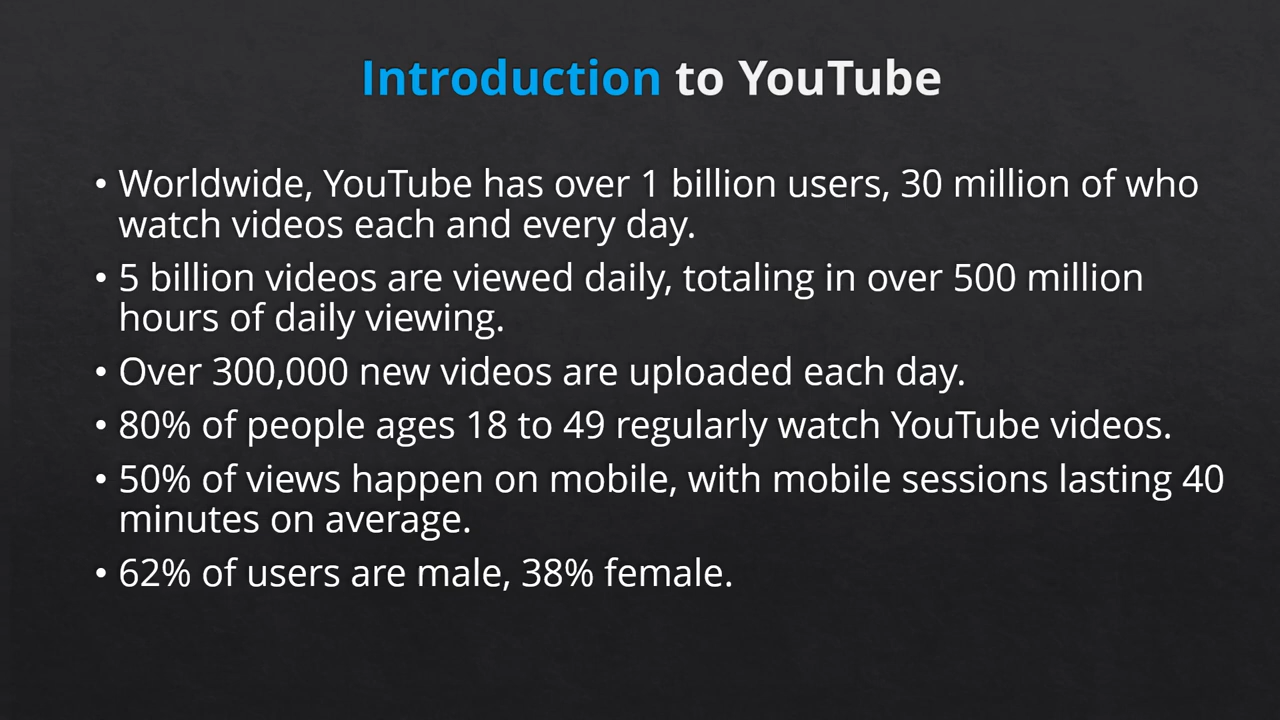 Introduction to YouTube
• Worldwide, YouTube has over 1 billion users, 30 million of who
watch videos each and every day.
• 5 billion videos are viewed daily, totaling in over 500 million
hours of daily viewing.
• Over 300,000 new videos are uploaded each day.
• 80% of people ages 18 to 49 regularly watch YouTube videos.
• 50% of views happen on mobile, with mobile sessions lasting 40
minutes on average.
• 62% of users are male, 38% female.